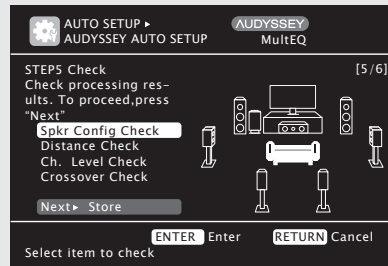 AUTO SETUP ▸
AUDYSSEY AUTO SETUP
AUDYSSEY
MultEQ
STEP5 Check
[5/6]
Check processing res-
ults. To proceed,press
“Next”
Spkr Config Check
Distance Check
Ch. Level Check
Crossover Check
Next▸ Store
ENTER Enter
RETURN Cancel
Select item to check